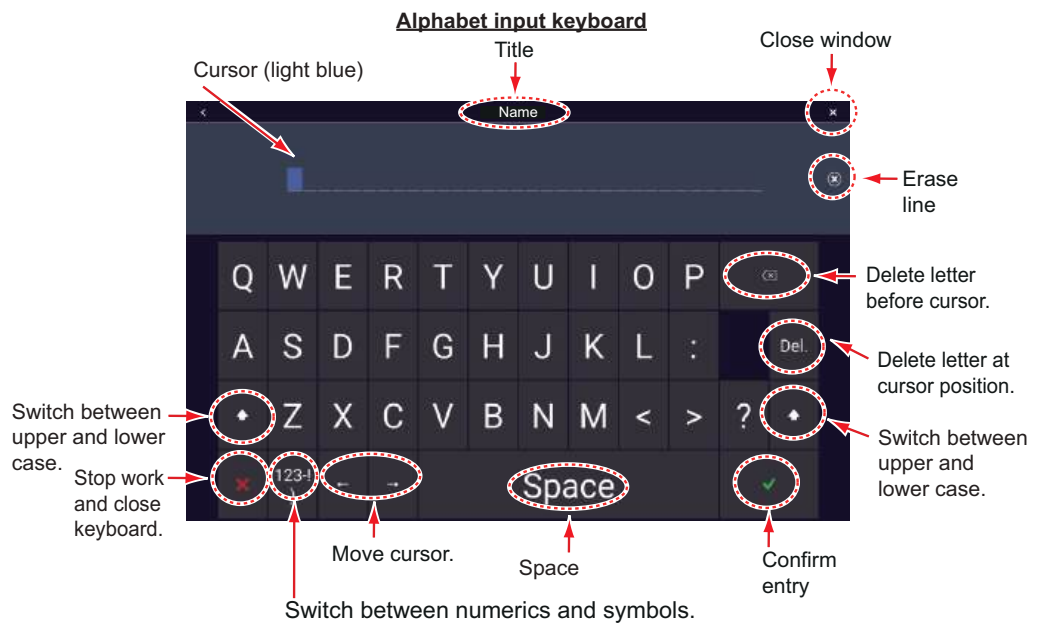 Alphabet input keyboard
Title
Close window
Cursor (light blue)
Name
Erase
line
Q W E R T Y U I O P
Delete letter
before cursor.
A S D F G H J K L :
Del.
Delete letter at
cursor position.
Switch between
upper and lower
case.
Z X C V B N M < > ?
Switch between
upper and
lower case.
Stop work
and close
keyboard.
123-!
\
← →
Space
Move cursor.
Space
Confirm
entry
Switch between numerics and symbols.